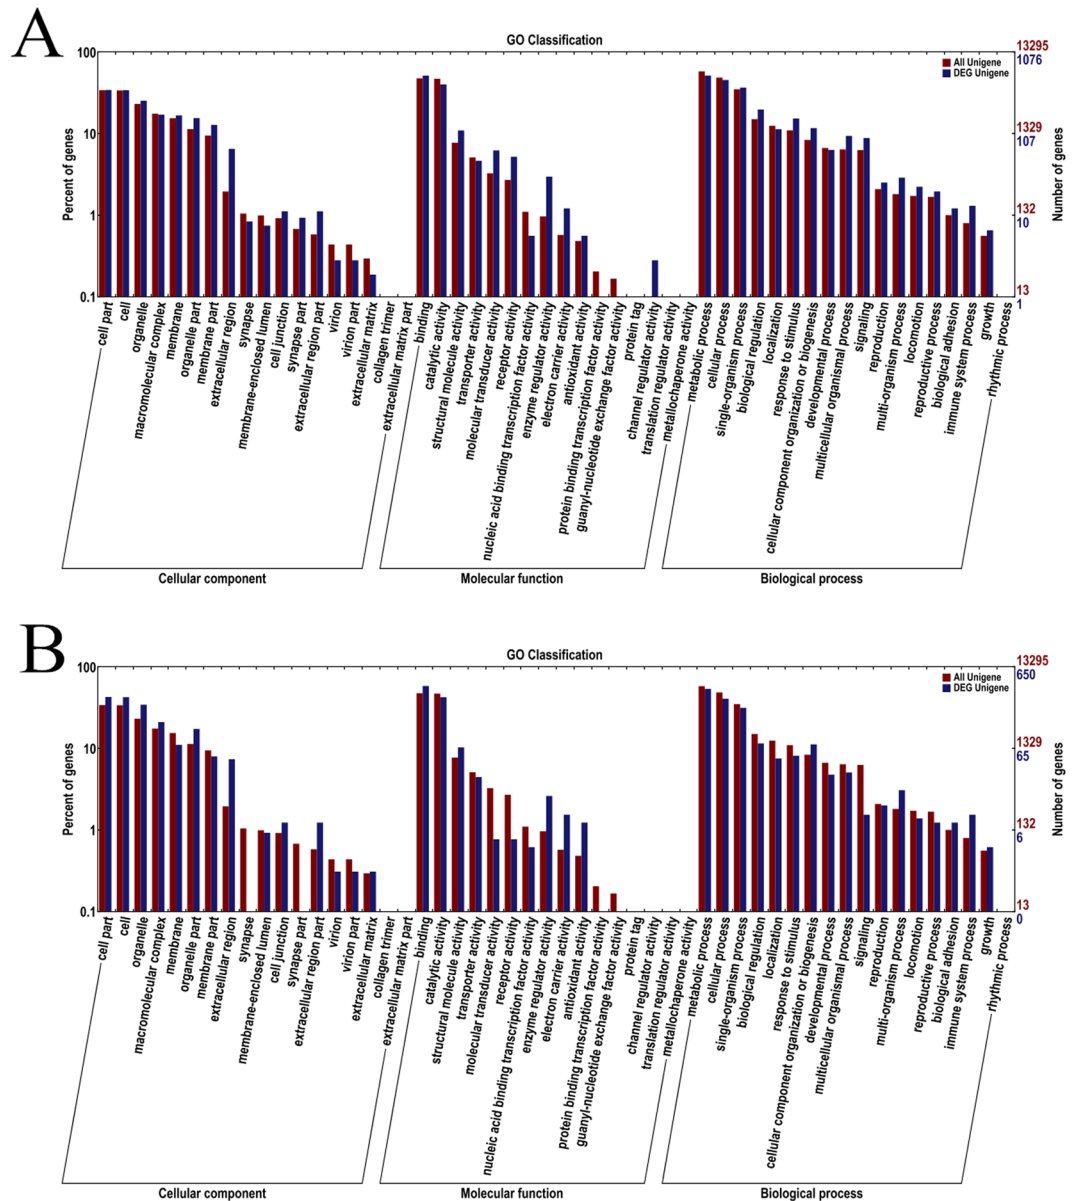 A
GO Classification
100
10
1
0.1
Percent of genes
All Unigene
DEG Unigene
13295
1076
1329
107
132
10
13
1
Number of genes
cell part
cell
organelle
macromolecular complex
membrane
organelle part
membrane part
extracellular region
synapse
membrane-enclosed lumen
cell junction
synapse part
extracellular region part
virion
virion part
extracellular matrix
collagen trimer
extracellular matrix part
binding
catalytic activity
structural molecule activity
transporter activity
molecular transducer activity
receptor activity
nucleic acid binding transcription factor activity
enzyme regulator activity
electron carrier activity
antioxidant activity
protein binding transcription factor activity
guanyl-nucleotide exchange factor activity
protein tag
channel regulator activity
translation regulator activity
metallochaperone activity
metabolic process
cellular process
single-organism process
biological regulation
localization
response to stimulus
cellular component organization or biogenesis
developmental process
multicellular organismal process
signaling
reproduction
multi-organism process
locomotion
reproductive process
biological adhesion
immune system process
growth
rhythmic process
Cellular component
Molecular function
Biological process
B
GO Classification
100
10
1
0.1
Percent of genes
All Unigene
DEG Unigene
13295
650
1329
65
132
6
13
0
Number of genes
cell part
cell
organelle
macromolecular complex
membrane
organelle part
membrane part
extracellular region
synapse
membrane-enclosed lumen
cell junction
synapse part
extracellular region part
virion
virion part
extracellular matrix
collagen trimer
extracellular matrix part
binding
catalytic activity
structural molecule activity
transporter activity
molecular transducer activity
receptor activity
nucleic acid binding transcription factor activity
enzyme regulator activity
electron carrier activity
antioxidant activity
protein binding transcription factor activity
guanyl-nucleotide exchange factor activity
protein tag
channel regulator activity
translation regulator activity
metallochaperone activity
metabolic process
cellular process
single-organism process
biological regulation
localization
response to stimulus
cellular component organization or biogenesis
developmental process
multicellular organismal process
signaling
reproduction
multi-organism process
locomotion
reproductive process
biological adhesion
immune system process
growth
rhythmic process
Cellular component
Molecular function
Biological process